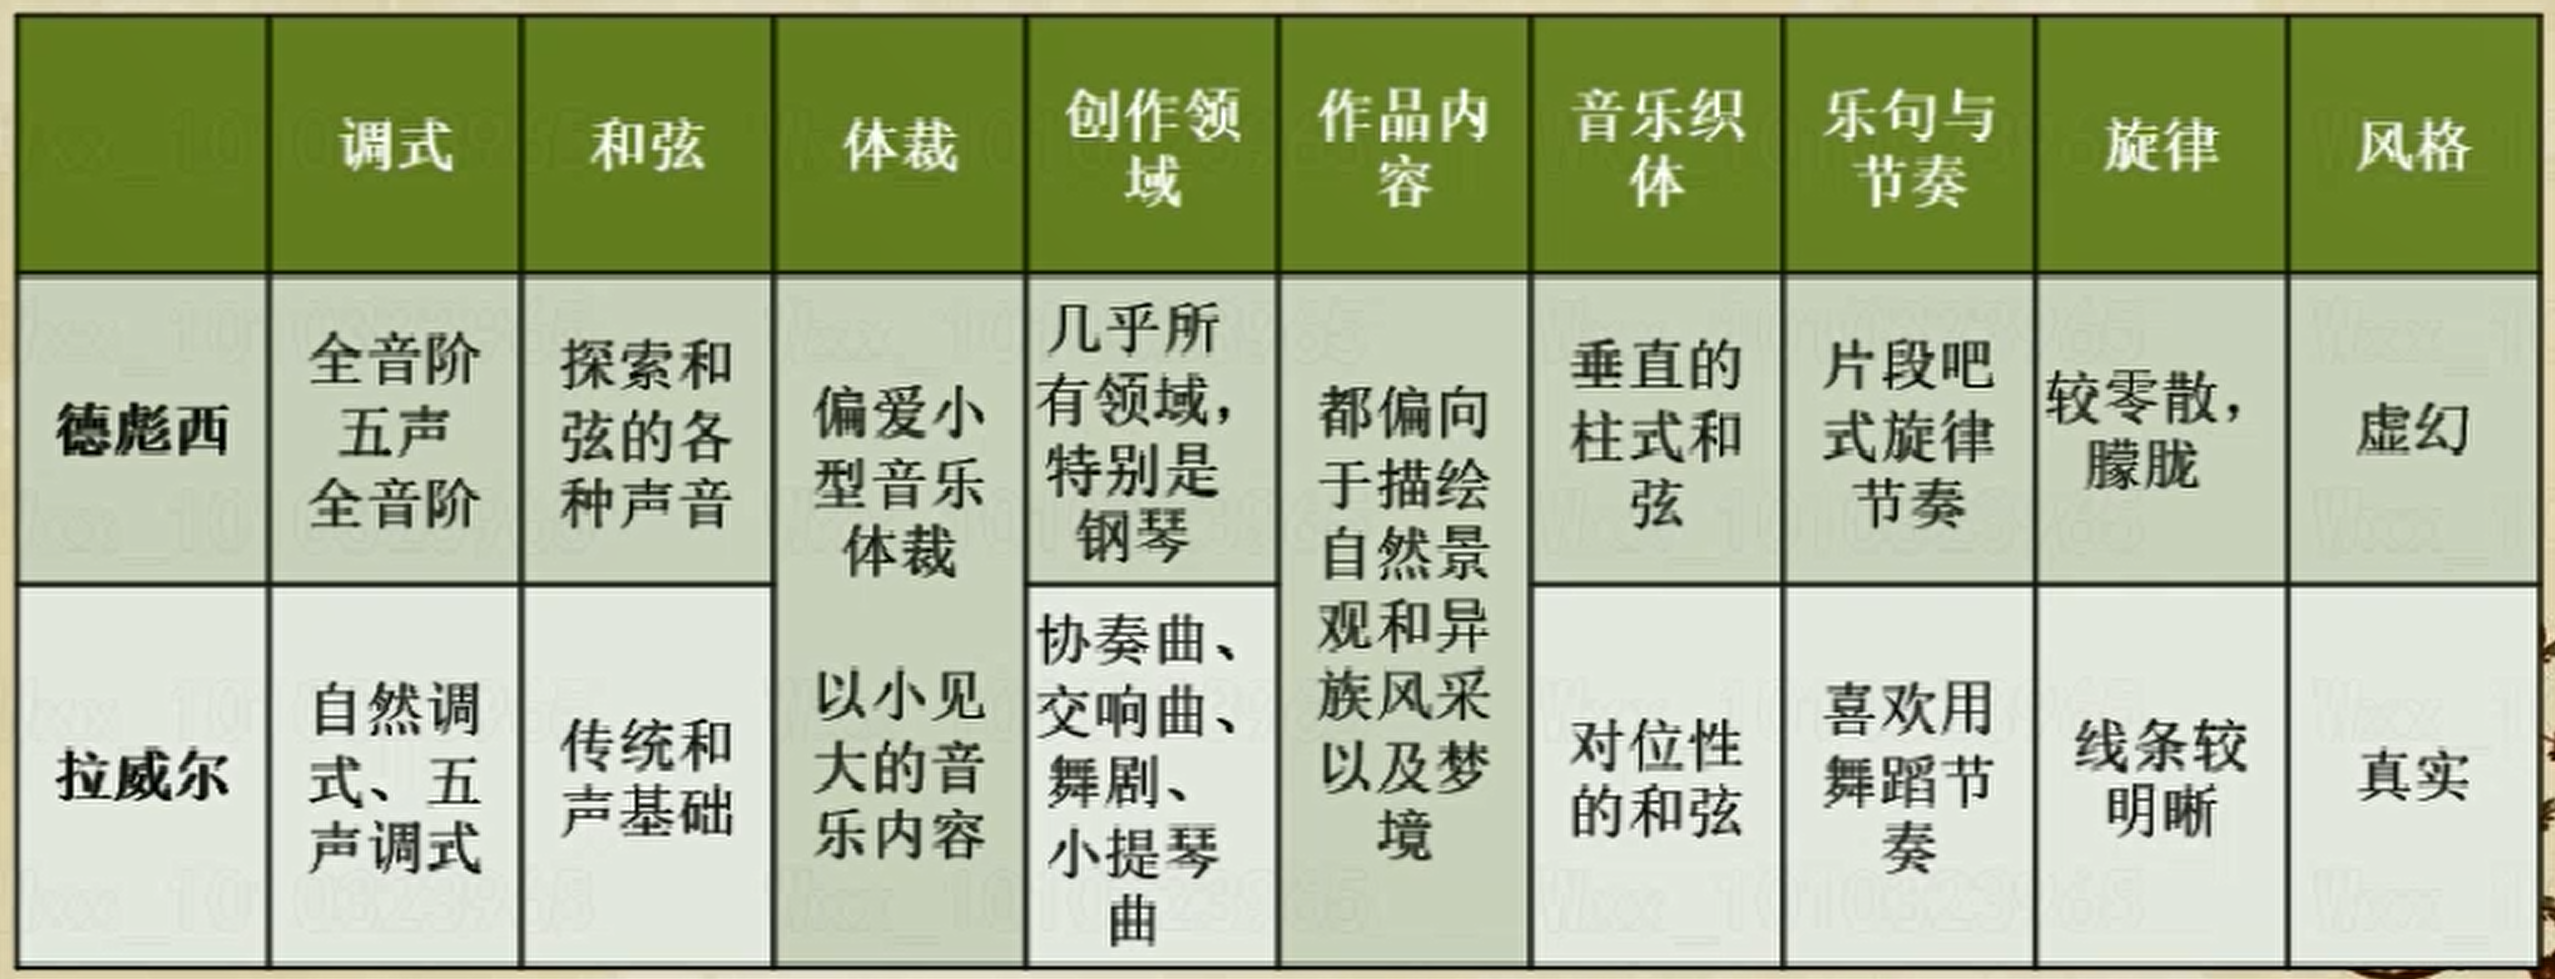 调式
和弦
体裁
创作领
域
作品内
容
音乐织
体
乐句与
节奏
旋律
风格
德彪西
全音阶
五声
全音阶
探索和
弦的各
种声音
偏爱小
型音乐
体裁
以小见
大的音
乐内容
几乎所
有领域，
特别是
钢琴
都偏向
于描绘
自然景
观和异
族风采
以及梦
境
垂直的
柱式和
弦
片段吧
式旋律
节奏
较零散，
朦胧
虚幻
拉威尔
自然调
式、五
声调式
传统和
声基础
协奏曲、
交响曲、
舞剧、
小提琴
曲
对位性
的和弦
喜欢用
舞蹈节
奏
线条较
明晰
真实